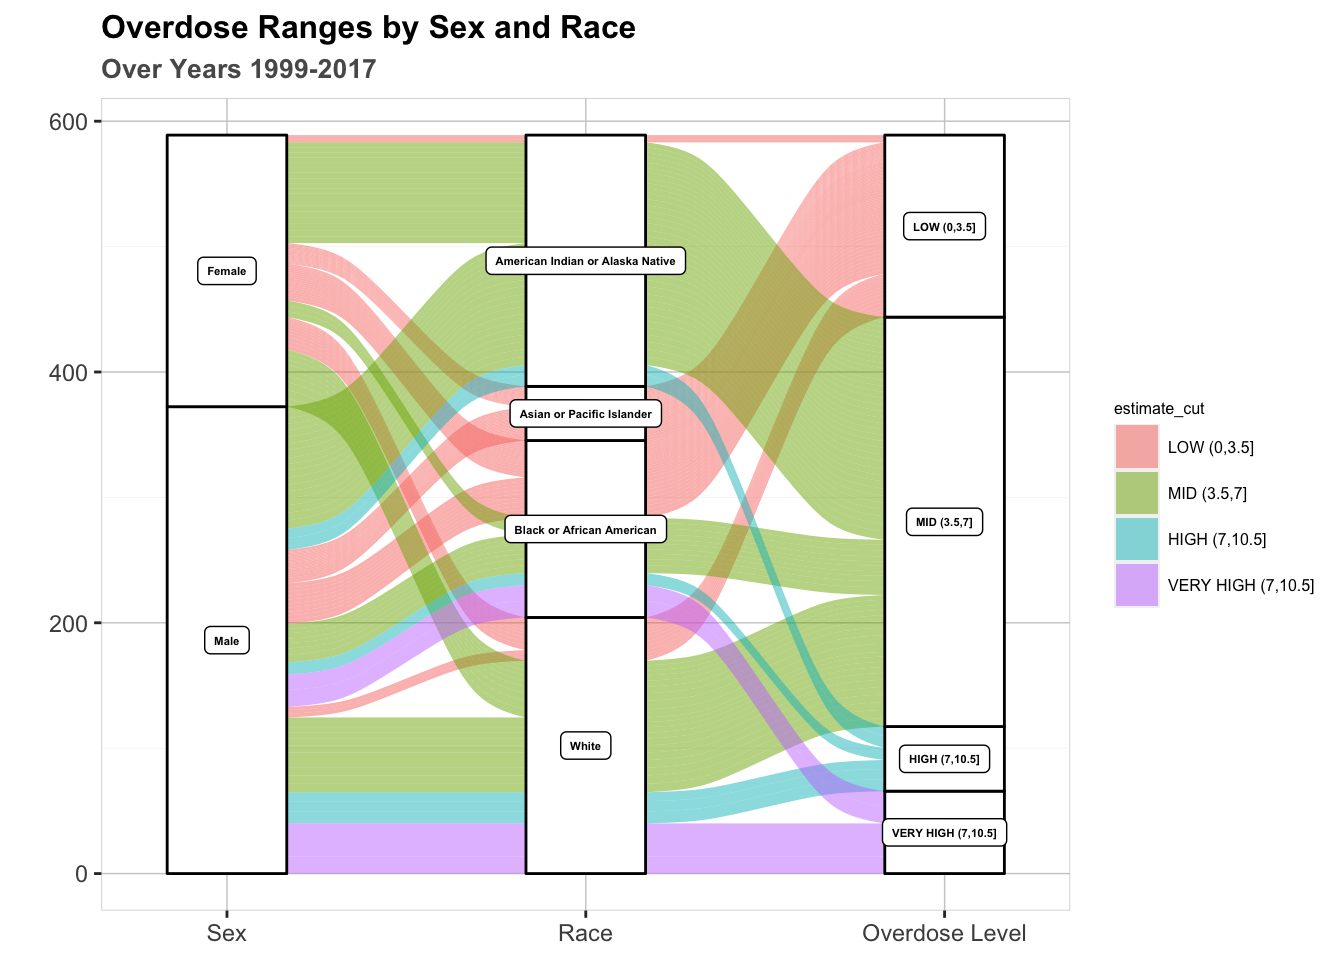 Overdose Ranges by Sex and Race
Over Years 1999-2017
600
400
200
0
Female
Male
American Indian or Alaska Native
Asian or Pacific Islander
Black or African American
White
LOW (0,3.5]
MID (3.5,7]
HIGH (7,10.5]
VERY HIGH (7,10.5]
Sex
Race
Overdose Level
estimate_cut
LOW (0,3.5]
MID (3.5,7]
HIGH (7,10.5]
VERY HIGH (7,10.5]